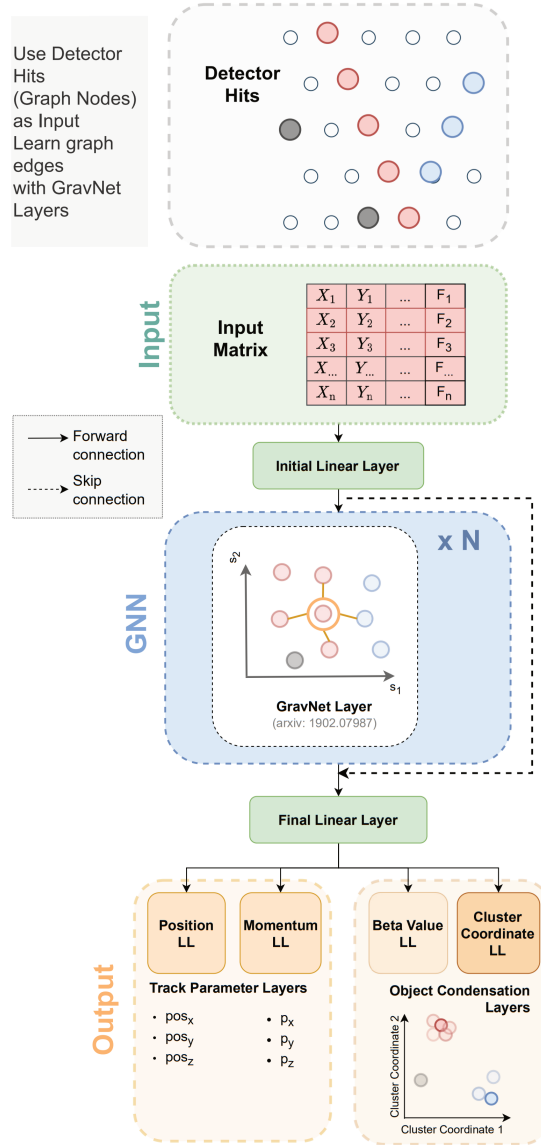 Use Detector
Hits
(Graph Nodes)
as Input
Learn graph
edges
with GravNet
Layers
Detector
Hits
Input
Input
Matrix
X1 Y1 ... F1
X2 Y2 ... F2
X3 Y3 ... F3
X... Y... ... F...
Xn Yn ... Fn
Forward
connection
Skip
connection
Initial Linear Layer
GNN
x N
s2
s1
GravNet Layer
(arxiv: 1902.07987)
Final Linear Layer
Output
Position
LL
Momentum
LL
Beta Value
LL
Cluster
Coordinate
LL
Track Parameter Layers
• posx
• posy
• posz
• px
• py
• pz
Object Condensation
Layers
Cluster Coordinate 2
Cluster Coordinate 1